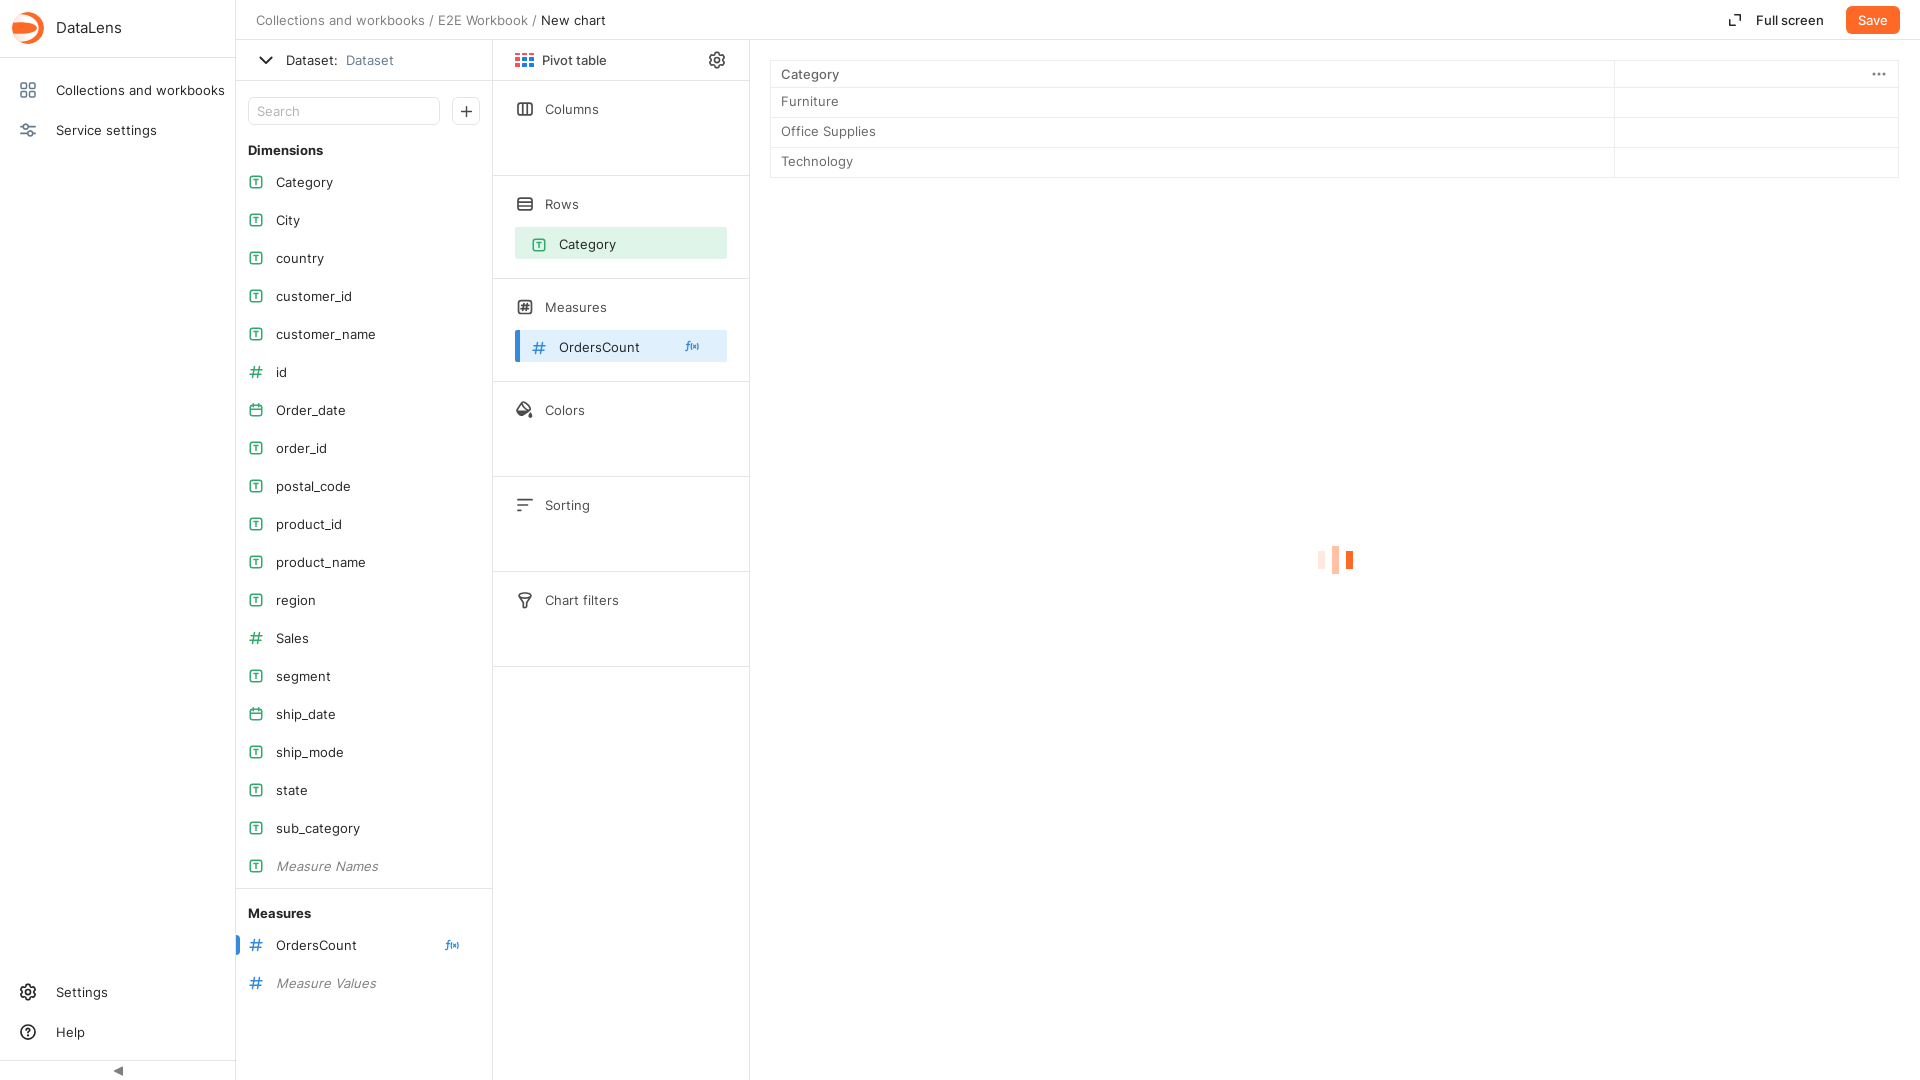 DataLens
Collections and workbooks
Service settings
Settings
Help
Collections and workbooks / E2E Workbook / New chart
Full screen
Save
Dataset: Dataset
Search
Dimensions
Category
City
country
customer_id
customer_name
id
Order_date
order_id
postal_code
product_id
product_name
region
Sales
segment
ship_date
ship_mode
state
sub_category
Measure Names
Measures
OrdersCount
Measure Values
Pivot table
Columns
Rows
Category
Measures
OrdersCount
Colors
Sorting
Chart filters
Category
Furniture
Office Supplies
Technology